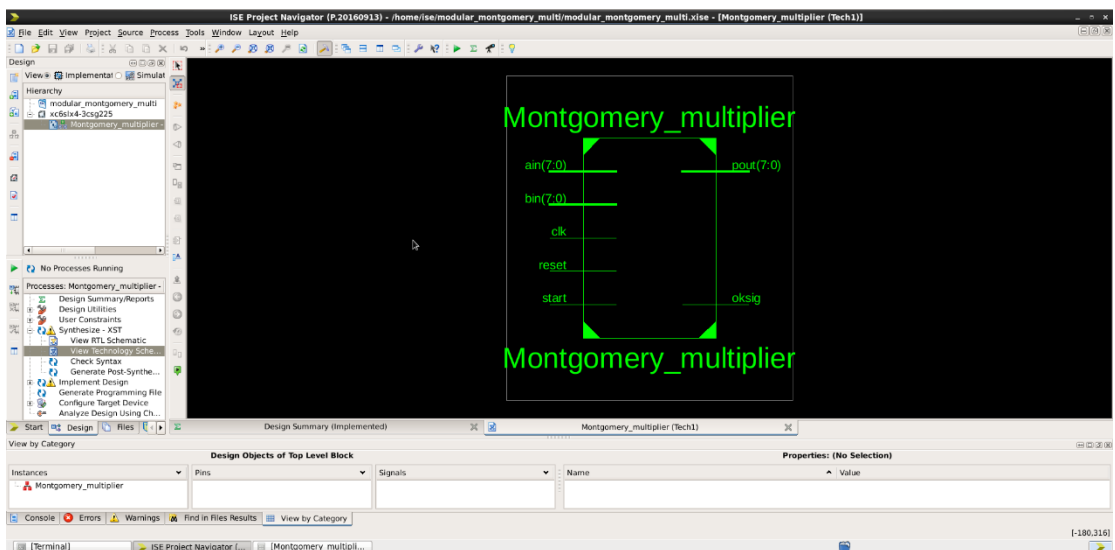 ISE Project Navigator (P.20160913) - /home/ise/modular_montgomery_multi/modular_montgomery_multi.xise - [Montgomery_multiplier (Tech1)]
File Edit View Project Source Process Tools Window Layout Help
Design
View: Implementat Simulat
Hierarchy
modular_montgomery_multi
xc6slx4-3csg225
Montgomery_multiplier -
No Processes Running
Processes: Montgomery_multiplier -
Design Summary/Reports
Design Utilities
User Constraints
Synthesize - XST
View RTL Schematic
View Technology Sche...
Check Syntax
Generate Post-Synthe...
Implement Design
Generate Programming File
Configure Target Device
Analyze Design Using Ch...
Start Design Files
Montgomery_multiplier
ain(7:0) pout(7:0)
bin(7:0)
clk
reset
start oksig
Montgomery_multiplier
Design Summary (Implemented) Montgomery_multiplier (Tech1)
View by Category
Design Objects of Top Level Block Properties: (No Selection)
Instances Pins Signals Name Value
Montgomery_multiplier
Console Errors Warnings Find in Files Results View by Category
[-180,316]
[Terminal] ISE Project Navigator (... [Montgomery_multipli...